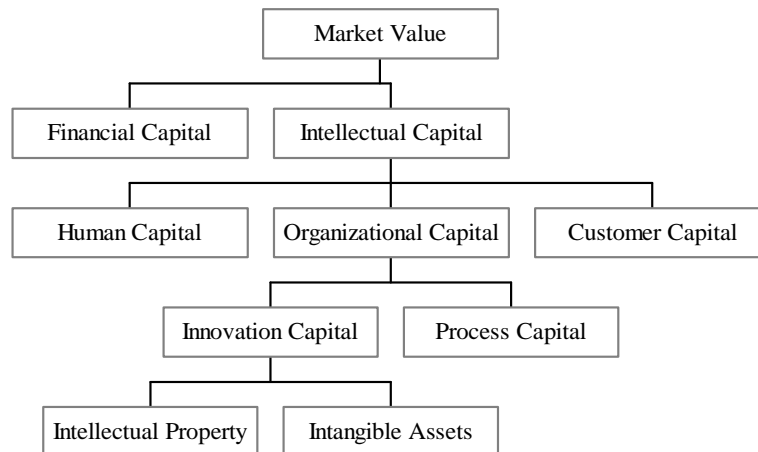 Market Value
Financial Capital
Intellectual Capital
Human Capital
Organizational Capital
Customer Capital
Innovation Capital
Process Capital
Intellectual Property
Intangible Assets